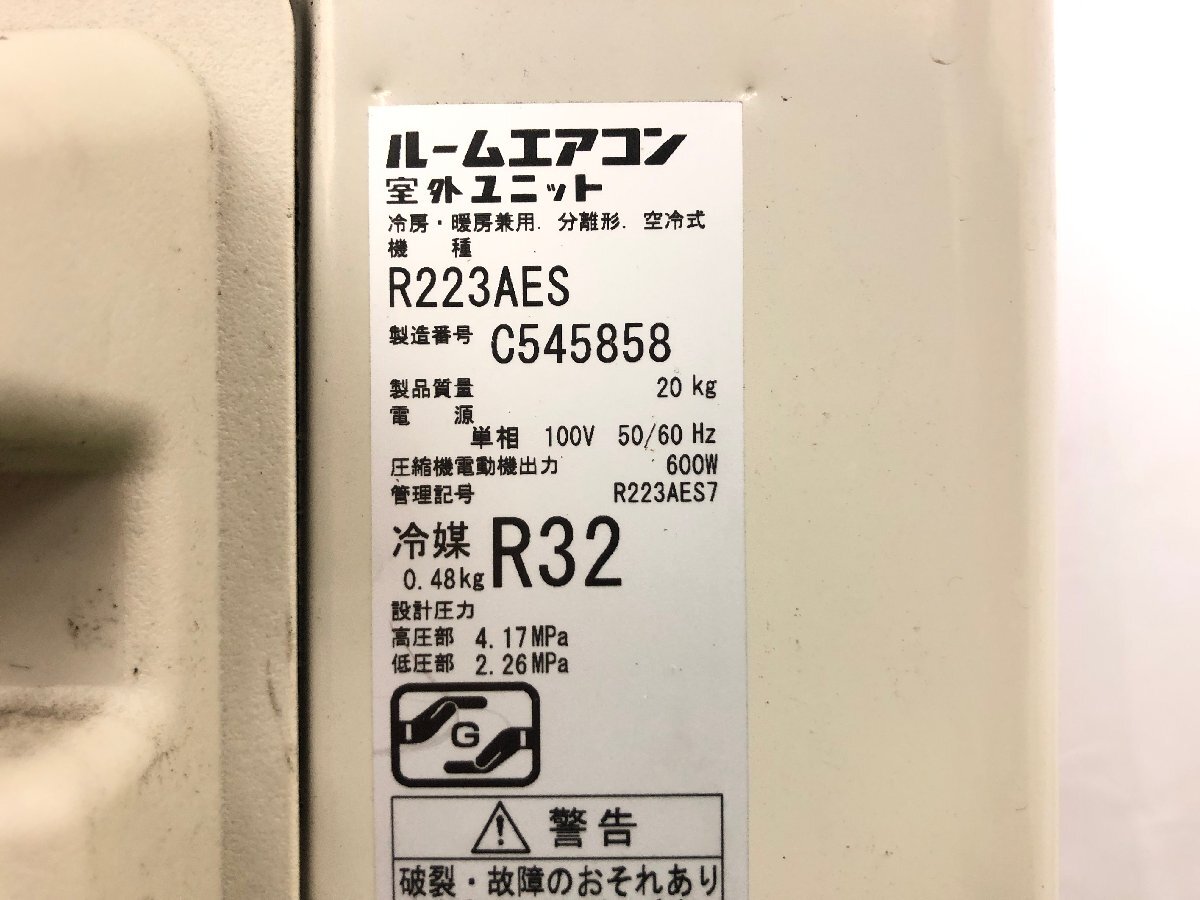 ルームエアコン
室外ユニット
冷房・暖房兼用. 分離形. 空冷式
機 種
R223AES
製造番号 C545858
製品質量 20 kg
電 源
単相 100V 50/60 Hz
圧縮機電動機出力 600W
管理記号 R223AES7
冷媒 R32
0.48kg
設計圧力
高圧部 4.17MPa
低圧部 2.26MPa
G
警告
破裂・故障のおそれあり